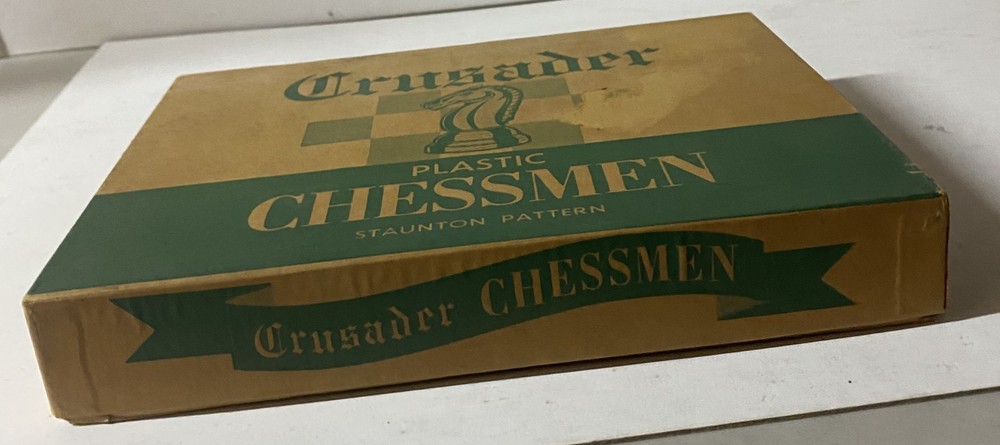 Crusader
PLASTIC
CHESSMEN
STAUNTON PATTERN
Crusader CHESSMEN